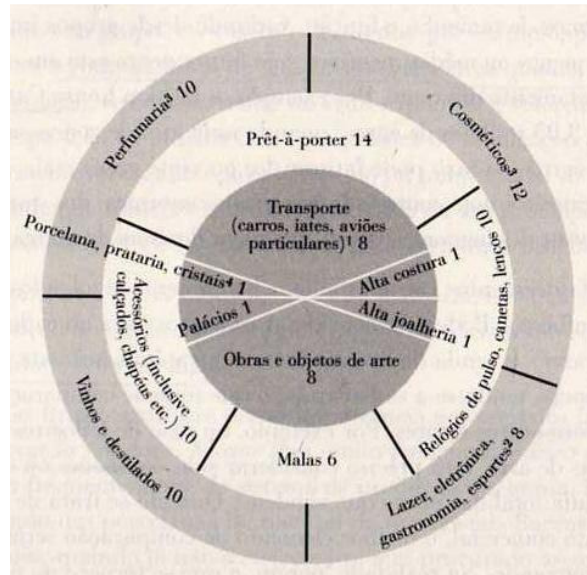 Perfumaria³ 10
Cosméticos³ 12
Prêt-à-porter 14
Transporte
(carros, iates, aviões
particulares)¹ 8
Porcelana, prataria, cristais⁴ 1
Alta costura 1
Palácios 1
Alta joalheria 1
Obras e objetos de arte
8
Acessórios (inclusive
calçados, chapéus etc.) 10
Relógios de pulso, canetas, lenços 10
Malas 6
Vinhos e destilados 10
Lazer, eletrônica,
gastronomia, esportes² 8